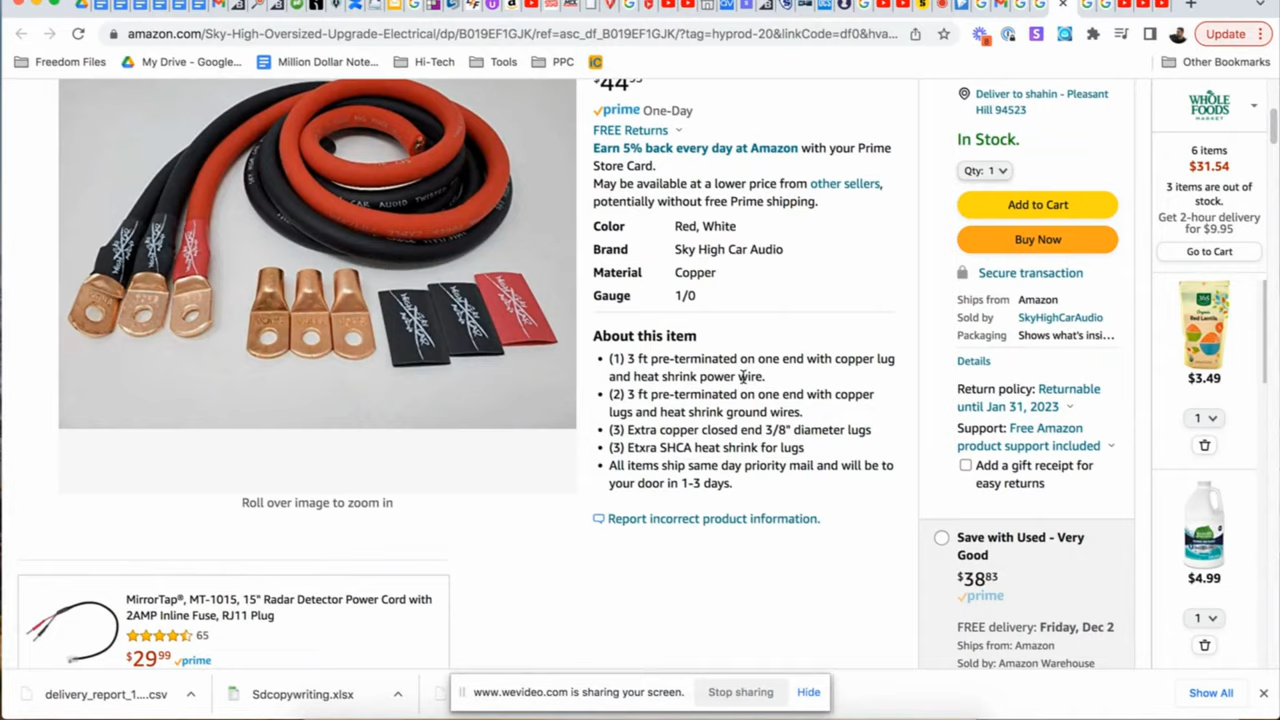 Update
amazon.com/Sky-High-Oversized-Upgrade-Electrical/dp/B019EF1GJK/ref=asc_df_B019EF1GJK/?tag=hyprod-20&linkCode=df0&hva...
Freedom Files
My Drive - Google...
Million Dollar Note...
Hi-Tech
Tools
PPC
iC
Other Bookmarks
prime One-Day
FREE Returns
Earn 5% back every day at Amazon with your Prime
Store Card.
May be available at a lower price from other sellers,
potentially without free Prime shipping.
Color Red, White
Brand Sky High Car Audio
Material Copper
Gauge 1/0
About this item
• (1) 3 ft pre-terminated on one end with copper lug
and heat shrink power wire.
• (2) 3 ft pre-terminated on one end with copper
lugs and heat shrink ground wires.
• (3) Extra copper closed end 3/8" diameter lugs
• (3) Etxra SHCA heat shrink for lugs
• All items ship same day priority mail and will be to
your door in 1-3 days.
Report incorrect product information.
Roll over image to zoom in
MirrorTap®, MT-1015, 15" Radar Detector Power Cord with
2AMP Inline Fuse, RJ11 Plug
65
$29.99 prime
Deliver to shahin - Pleasant
Hill 94523
In Stock.
Qty: 1
Add to Cart
Buy Now
Secure transaction
Ships from Amazon
Sold by SkyHighCarAudio
Packaging Shows what's insi...
Details
Return policy: Returnable
until Jan 31, 2023
Support: Free Amazon
product support included
Add a gift receipt for
easy returns
Save with Used - Very
Good
$38.83
prime
FREE delivery: Friday, Dec 2
Ships from: Amazon
Sold by: Amazon Warehouse
WHOLE
FOODS
MARKET
6 items
$31.54
3 items are out of
stock.
Get 2-hour delivery
for $9.95
Go to Cart
$3.49
1
$4.99
1
delivery_report_1....csv
Sdcopywriting.xlsx
www.wevideo.com is sharing your screen.
Stop sharing
Hide
Show All